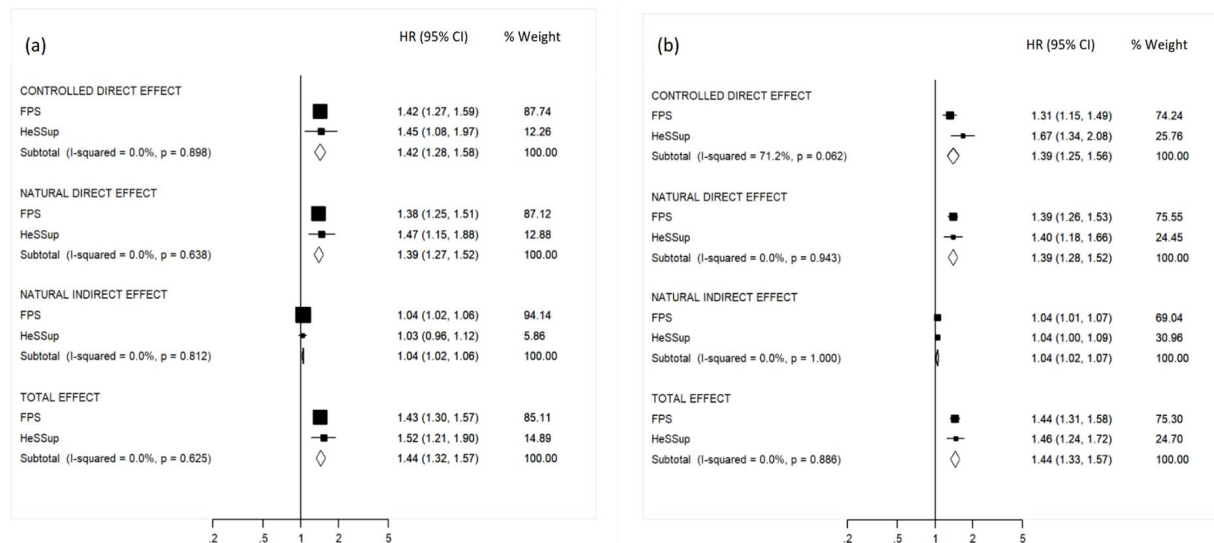 (a) HR (95% CI) % Weight
CONTROLLED DIRECT EFFECT
FPS 1.42 (1.27, 1.59) 87.74
HeSSup 1.45 (1.08, 1.97) 12.26
Subtotal (I-squared = 0.0%, p = 0.898) 1.42 (1.28, 1.58) 100.00
NATURAL DIRECT EFFECT
FPS 1.38 (1.25, 1.51) 87.12
HeSSup 1.47 (1.15, 1.88) 12.88
Subtotal (I-squared = 0.0%, p = 0.638) 1.39 (1.27, 1.52) 100.00
NATURAL INDIRECT EFFECT
FPS 1.04 (1.02, 1.06) 94.14
HeSSup 1.03 (0.96, 1.12) 5.86
Subtotal (I-squared = 0.0%, p = 0.812) 1.04 (1.02, 1.06) 100.00
TOTAL EFFECT
FPS 1.43 (1.30, 1.57) 85.11
HeSSup 1.52 (1.21, 1.90) 14.89
Subtotal (I-squared = 0.0%, p = 0.625) 1.44 (1.32, 1.57) 100.00
.2 .5 1 2 5
(b) HR (95% CI) % Weight
CONTROLLED DIRECT EFFECT
FPS 1.31 (1.15, 1.49) 74.24
HeSSup 1.67 (1.34, 2.08) 25.76
Subtotal (I-squared = 71.2%, p = 0.062) 1.39 (1.25, 1.56) 100.00
NATURAL DIRECT EFFECT
FPS 1.39 (1.26, 1.53) 75.55
HeSSup 1.40 (1.18, 1.66) 24.45
Subtotal (I-squared = 0.0%, p = 0.943) 1.39 (1.28, 1.52) 100.00
NATURAL INDIRECT EFFECT
FPS 1.04 (1.01, 1.07) 69.04
HeSSup 1.04 (1.00, 1.09) 30.96
Subtotal (I-squared = 0.0%, p = 1.000) 1.04 (1.02, 1.07) 100.00
TOTAL EFFECT
FPS 1.44 (1.31, 1.58) 75.30
HeSSup 1.46 (1.24, 1.72) 24.70
Subtotal (I-squared = 0.0%, p = 0.886) 1.44 (1.33, 1.57) 100.00
.2 .5 1 2 5